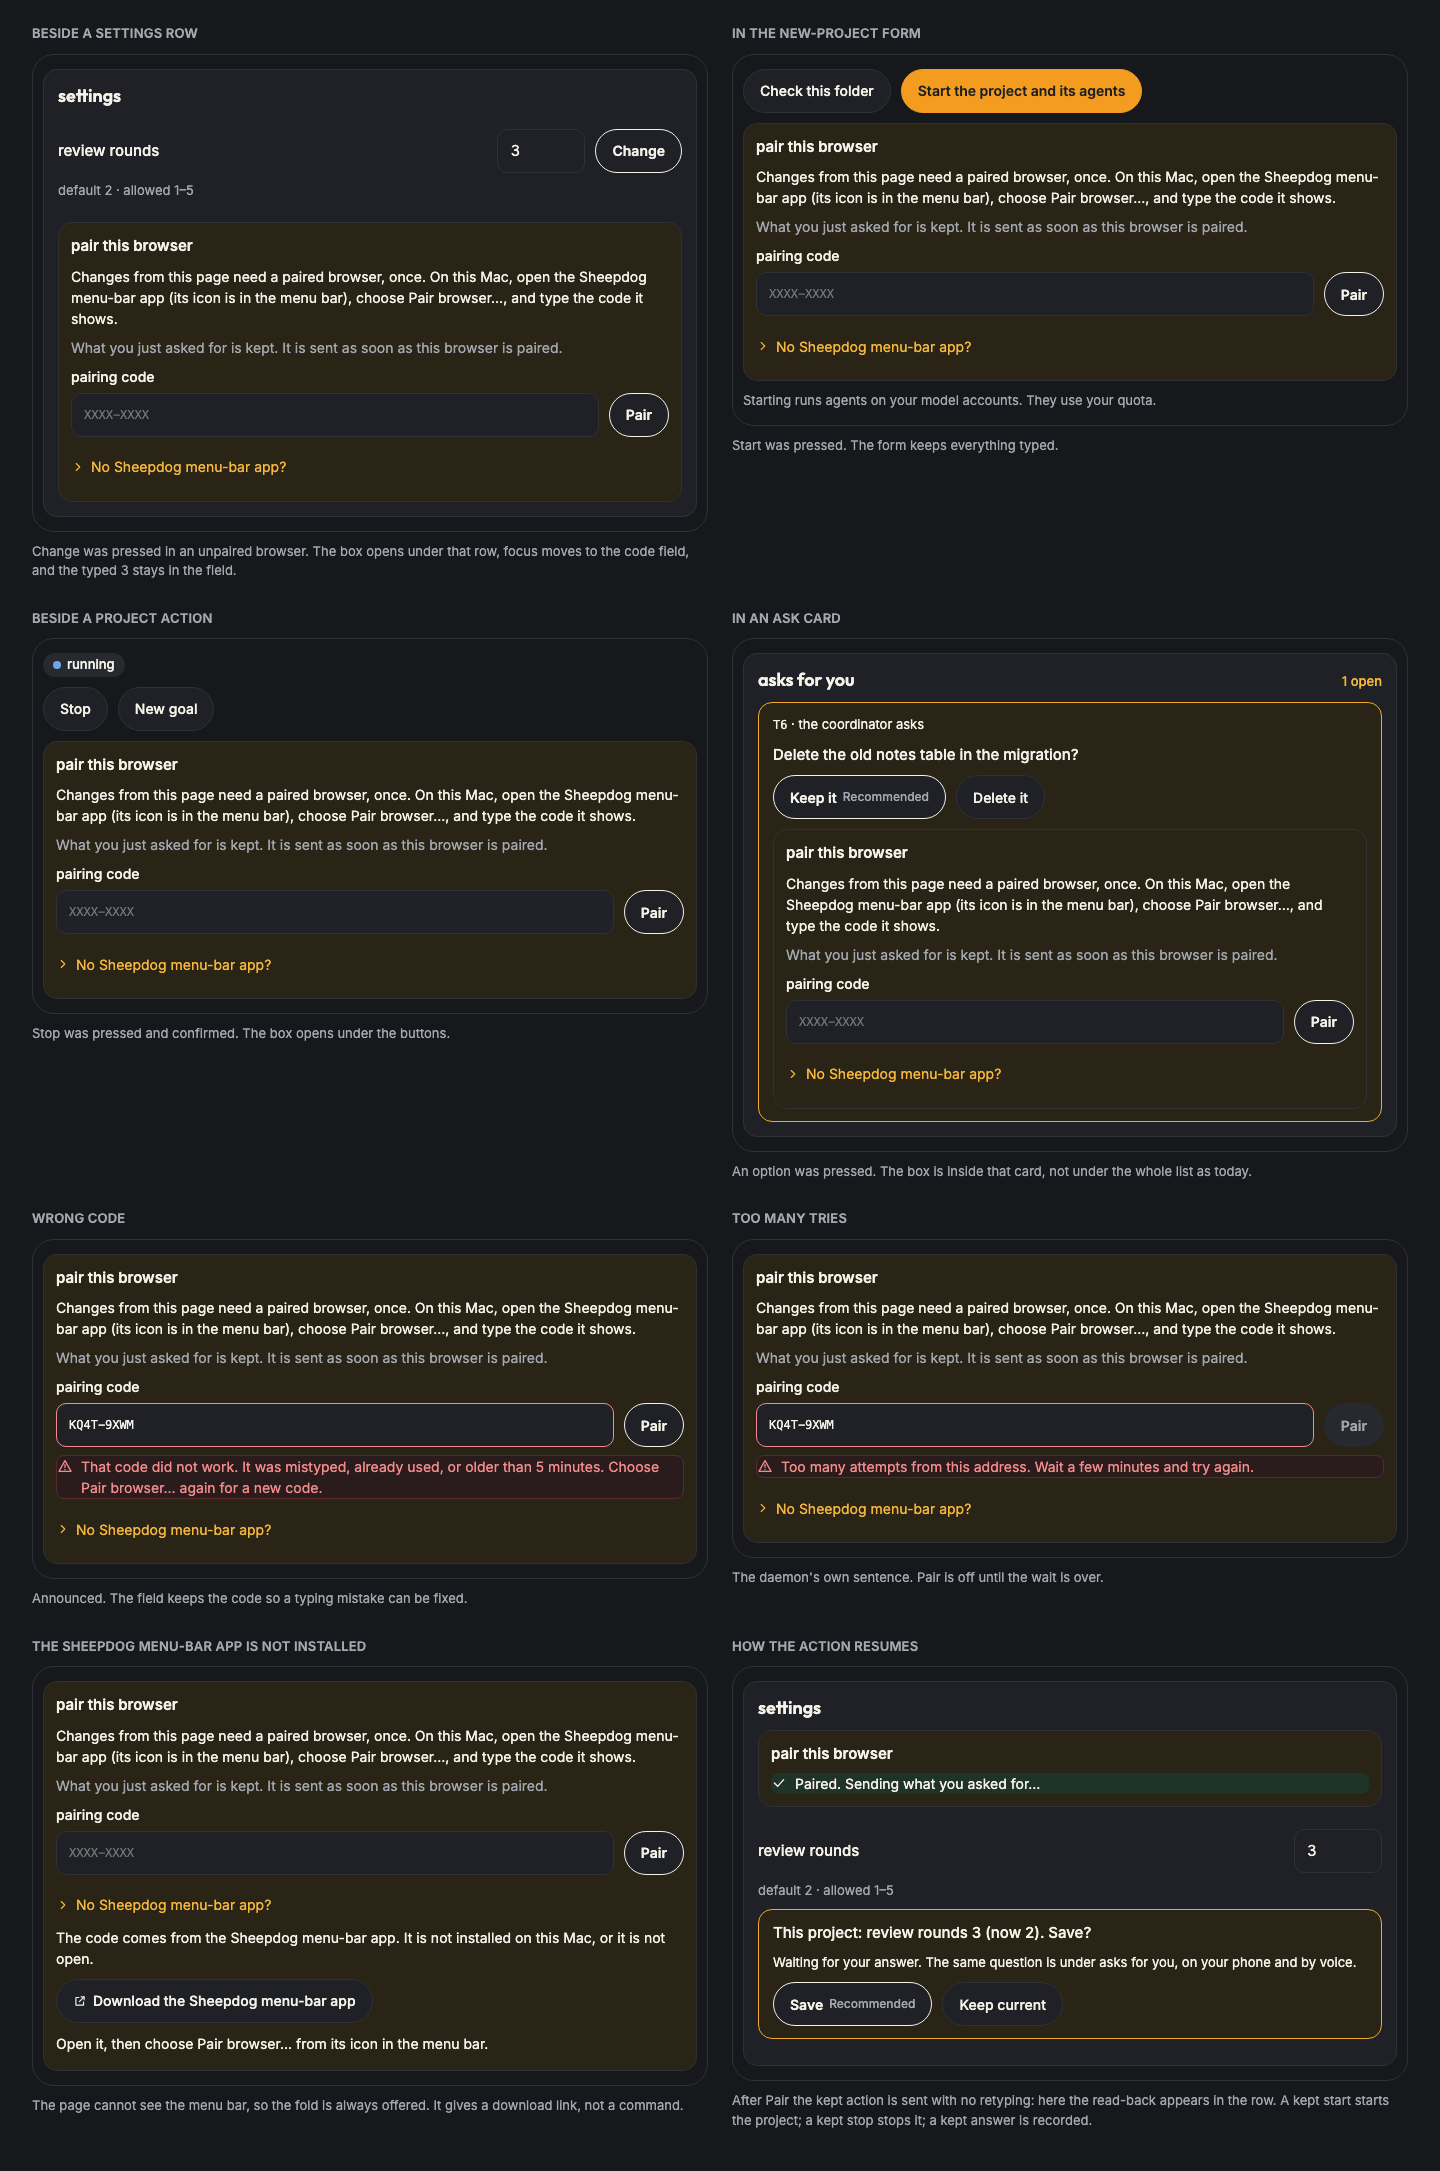 BESIDE A SETTINGS ROW
settings
review rounds
3
Change
default 2 · allowed 1–5
pair this browser
Changes from this page need a paired browser, once. On this Mac, open the Sheepdog
menu-bar app (its icon is in the menu bar), choose Pair browser…, and type the code it
shows.
What you just asked for is kept. It is sent as soon as this browser is paired.
pairing code
XXXX–XXXX
Pair
No Sheepdog menu-bar app?
Change was pressed in an unpaired browser. The box opens under that row, focus moves to the code field,
and the typed 3 stays in the field.
IN THE NEW-PROJECT FORM
Check this folder
Start the project and its agents
pair this browser
Changes from this page need a paired browser, once. On this Mac, open the Sheepdog menu-
bar app (its icon is in the menu bar), choose Pair browser…, and type the code it shows.
What you just asked for is kept. It is sent as soon as this browser is paired.
pairing code
XXXX–XXXX
Pair
No Sheepdog menu-bar app?
Starting runs agents on your model accounts. They use your quota.
Start was pressed. The form keeps everything typed.
BESIDE A PROJECT ACTION
running
Stop
New goal
pair this browser
Changes from this page need a paired browser, once. On this Mac, open the Sheepdog menu-
bar app (its icon is in the menu bar), choose Pair browser…, and type the code it shows.
What you just asked for is kept. It is sent as soon as this browser is paired.
pairing code
XXXX–XXXX
Pair
No Sheepdog menu-bar app?
Stop was pressed and confirmed. The box opens under the buttons.
IN AN ASK CARD
asks for you
1 open
T6 · the coordinator asks
Delete the old notes table in the migration?
Keep it Recommended
Delete it
pair this browser
Changes from this page need a paired browser, once. On this Mac, open the
Sheepdog menu-bar app (its icon is in the menu bar), choose Pair browser…, and
type the code it shows.
What you just asked for is kept. It is sent as soon as this browser is paired.
pairing code
XXXX–XXXX
Pair
No Sheepdog menu-bar app?
An option was pressed. The box is inside that card, not under the whole list as today.
WRONG CODE
pair this browser
Changes from this page need a paired browser, once. On this Mac, open the Sheepdog menu-
bar app (its icon is in the menu bar), choose Pair browser…, and type the code it shows.
What you just asked for is kept. It is sent as soon as this browser is paired.
pairing code
KQ4T–9XWM
Pair
That code did not work. It was mistyped, already used, or older than 5 minutes. Choose
Pair browser… again for a new code.
No Sheepdog menu-bar app?
Announced. The field keeps the code so a typing mistake can be fixed.
TOO MANY TRIES
pair this browser
Changes from this page need a paired browser, once. On this Mac, open the Sheepdog menu-
bar app (its icon is in the menu bar), choose Pair browser…, and type the code it shows.
What you just asked for is kept. It is sent as soon as this browser is paired.
pairing code
KQ4T–9XWM
Pair
Too many attempts from this address. Wait a few minutes and try again.
No Sheepdog menu-bar app?
The daemon's own sentence. Pair is off until the wait is over.
THE SHEEPDOG MENU-BAR APP IS NOT INSTALLED
pair this browser
Changes from this page need a paired browser, once. On this Mac, open the Sheepdog menu-
bar app (its icon is in the menu bar), choose Pair browser…, and type the code it shows.
What you just asked for is kept. It is sent as soon as this browser is paired.
pairing code
XXXX–XXXX
Pair
No Sheepdog menu-bar app?
The code comes from the Sheepdog menu-bar app. It is not installed on this Mac, or it is not
open.
Download the Sheepdog menu-bar app
Open it, then choose Pair browser… from its icon in the menu bar.
The page cannot see the menu bar, so the fold is always offered. It gives a download link, not a command.
HOW THE ACTION RESUMES
settings
pair this browser
Paired. Sending what you asked for…
review rounds
3
default 2 · allowed 1–5
This project: review rounds 3 (now 2). Save?
Waiting for your answer. The same question is under asks for you, on your phone and by voice.
Save Recommended
Keep current
After Pair the kept action is sent with no retyping: here the read-back appears in the row. A kept start starts
the project; a kept stop stops it; a kept answer is recorded.